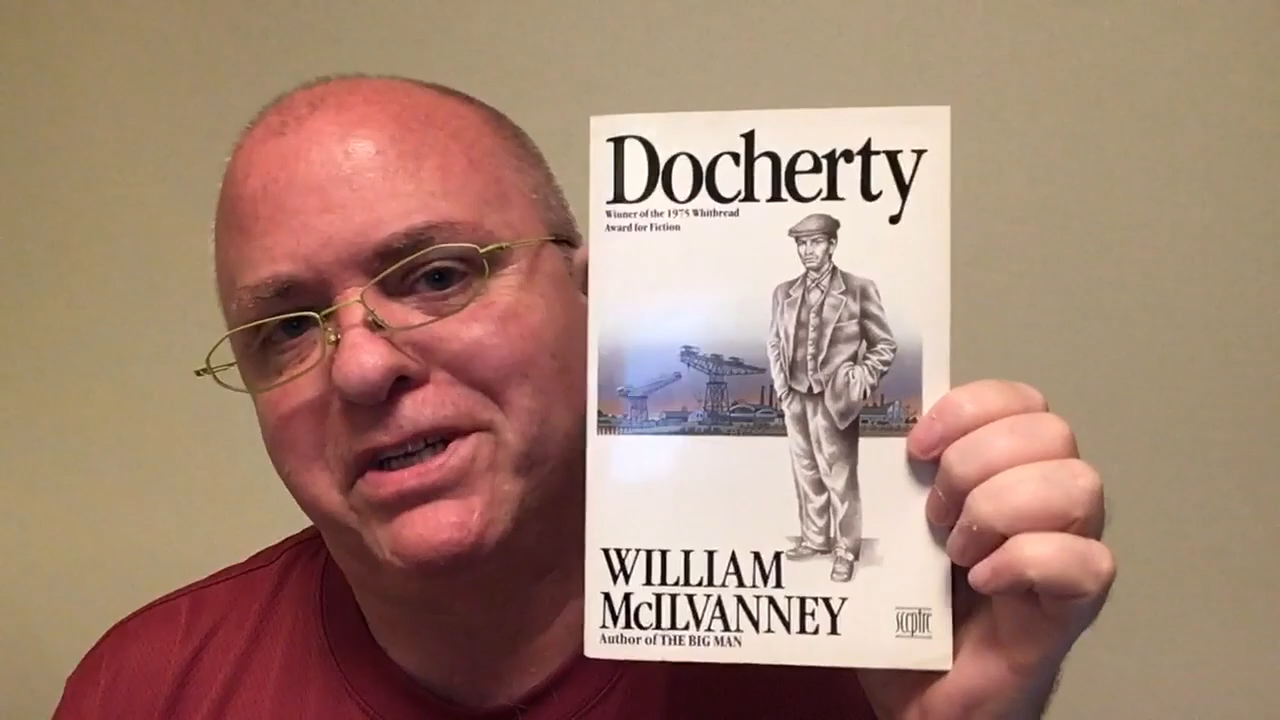 Docherty
Winner of the 1975 Whitbread
Award for Fiction
WILLIAM
McILVANNEY
Author of THE BIG MAN
sceptre